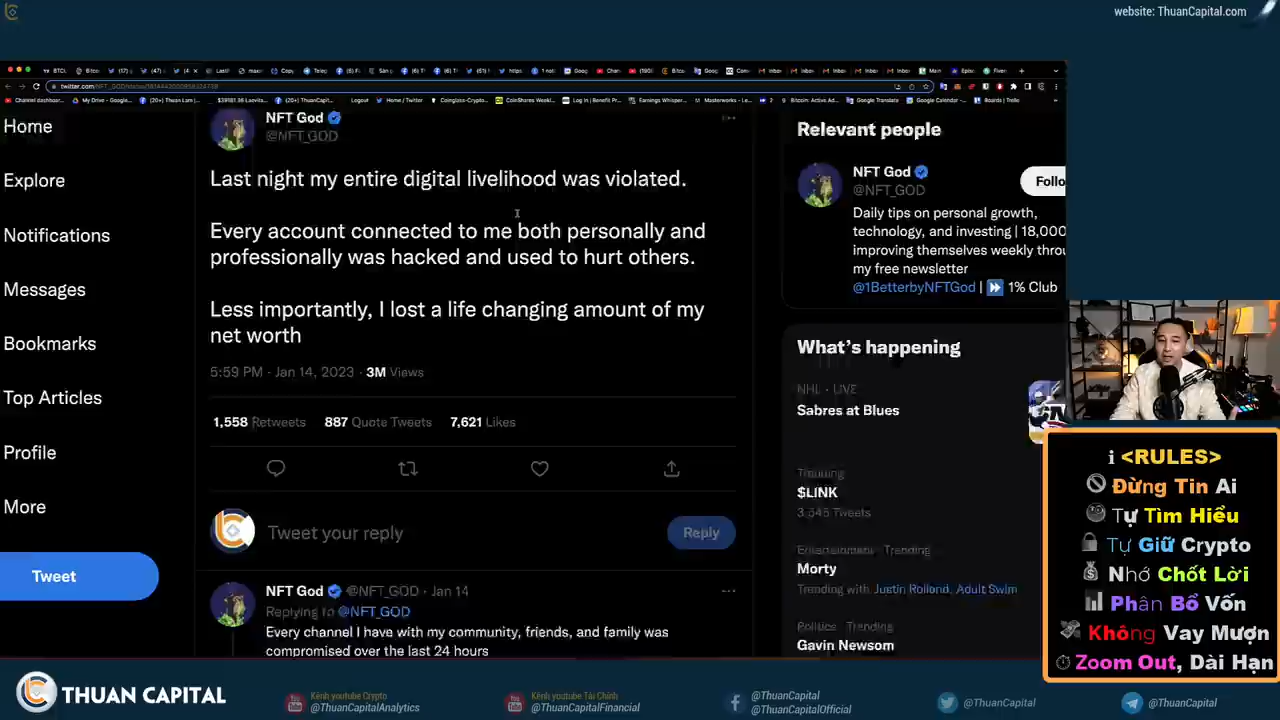 website: ThuanCapital.com
Home
Explore
Notifications
Messages
Bookmarks
Top Articles
Profile
More
Tweet
NFT God
@NFT_GOD
Last night my entire digital livelihood was violated.
Every account connected to me both personally and
professionally was hacked and used to hurt others.
Less importantly, I lost a life changing amount of my
net worth
5:59 PM · Jan 14, 2023 · 3M Views
1,558 Retweets 887 Quote Tweets 7,621 Likes
Tweet your reply
Reply
NFT God @NFT_GOD · Jan 14
Replying to @NFT_GOD
Every channel I have with my community, friends, and family was
compromised over the last 24 hours
Relevant people
NFT God
@NFT_GOD
Follo
Daily tips on personal growth,
technology, and investing | 18,000
improving themselves weekly throu
my free newsletter
@1BetterbyNFTGod | 1% Club
What's happening
NHL · LIVE
Sabres at Blues
Trending
$LINK
3,545 Tweets
Entertainment · Trending
Morty
Trending with Justin Roiland, Adult Swim
Politics · Trending
Gavin Newsom
<RULES>
Đừng Tin Ai
Tự Tìm Hiểu
Tự Giữ Crypto
Nhớ Chốt Lời
Phân Bổ Vốn
Không Vay Mượn
Zoom Out, Dài Hạn
THUAN CAPITAL
Kênh youtube Crypto
@ThuanCapitalAnalytics
Kênh youtube Tài Chính
@ThuanCapitalFinancial
@ThuanCapital
@ThuanCapitalOfficial
@ThuanCapital
@ThuanCapital